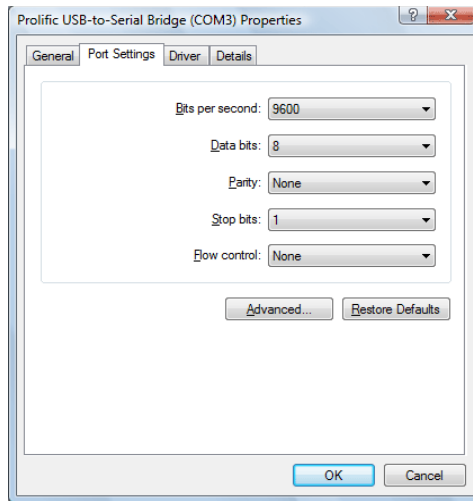 Prolific USB-to-Serial Bridge (COM3) Properties
General Port Settings Driver Details
Bits per second: 9600
Data bits: 8
Parity: None
Stop bits: 1
Flow control: None
Advanced... Restore Defaults
OK Cancel